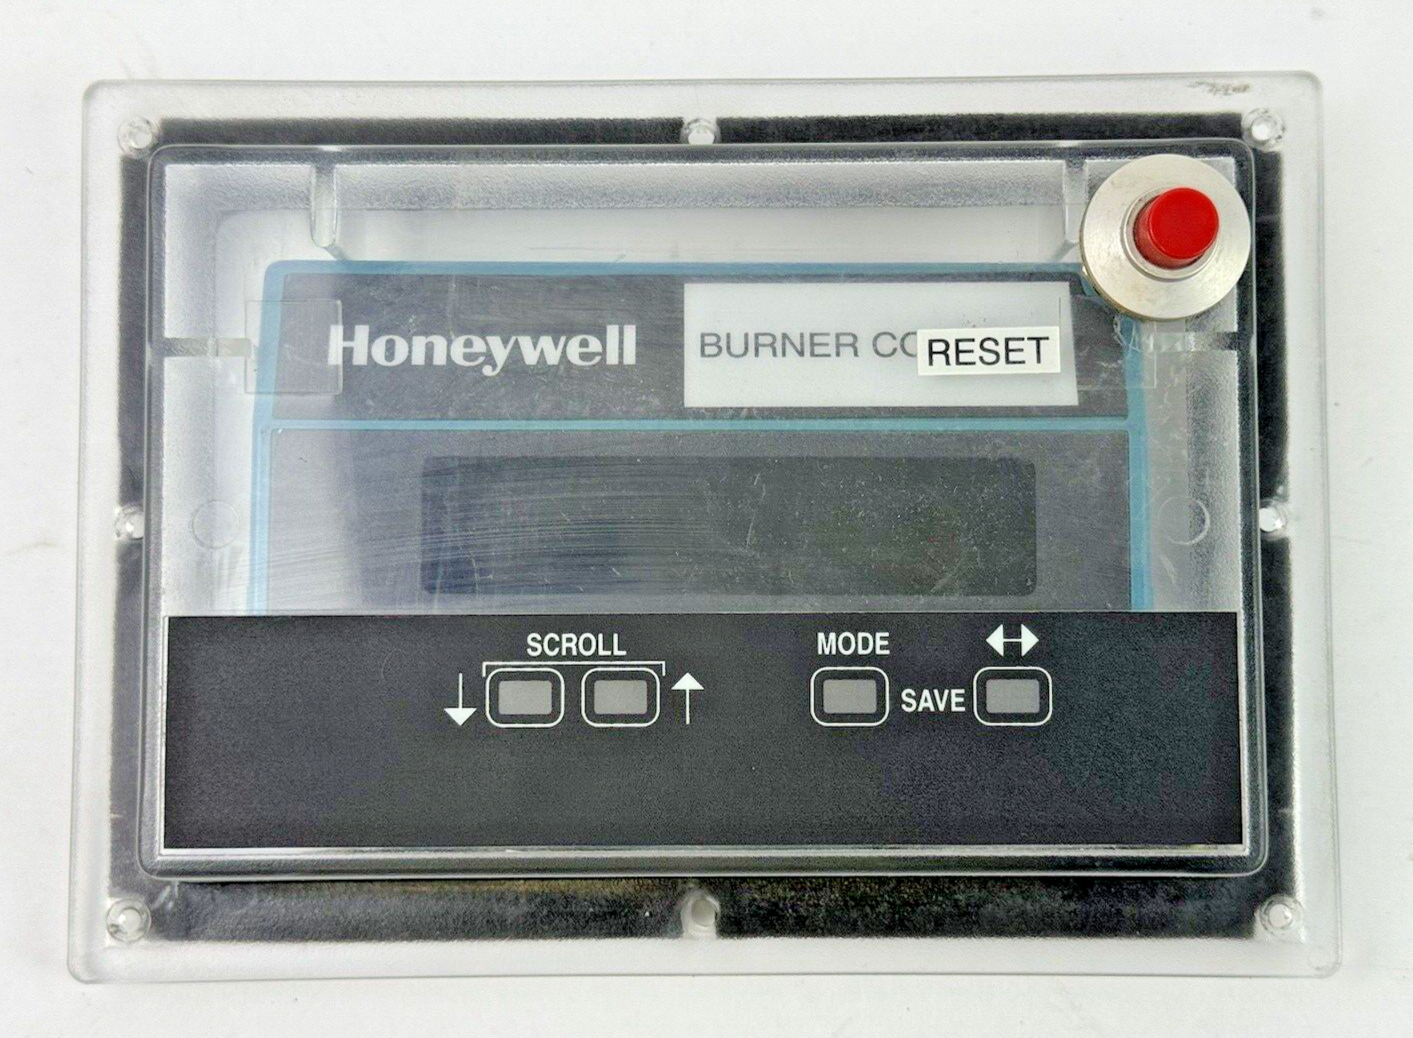 Honeywell
BURNER CO
RESET
SCROLL
MODE
SAVE